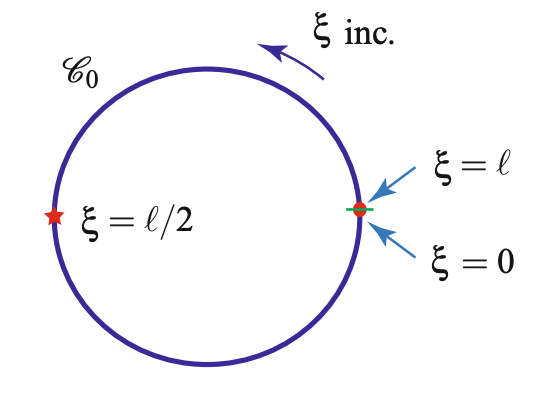 ξ inc.
𝒞₀
ξ = ℓ
ξ = ℓ/2
ξ = 0